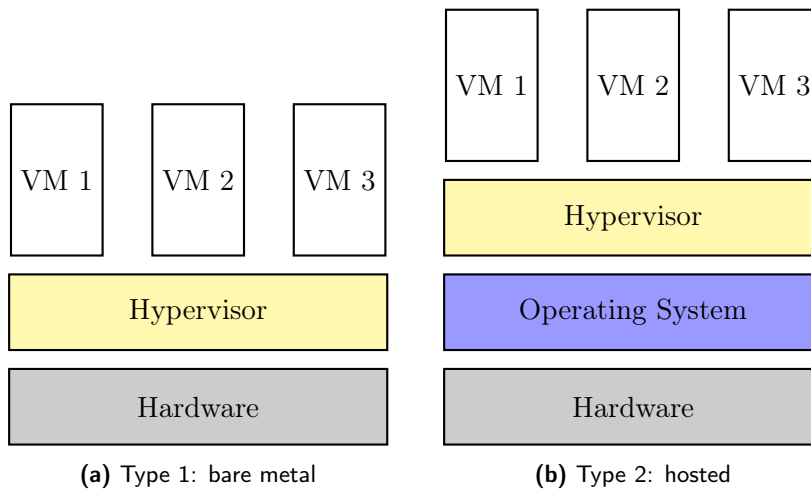 VM 1 VM 2 VM 3
Hypervisor
Hardware
(a) Type 1: bare metal
VM 1 VM 2 VM 3
Hypervisor
Operating System
Hardware
(b) Type 2: hosted